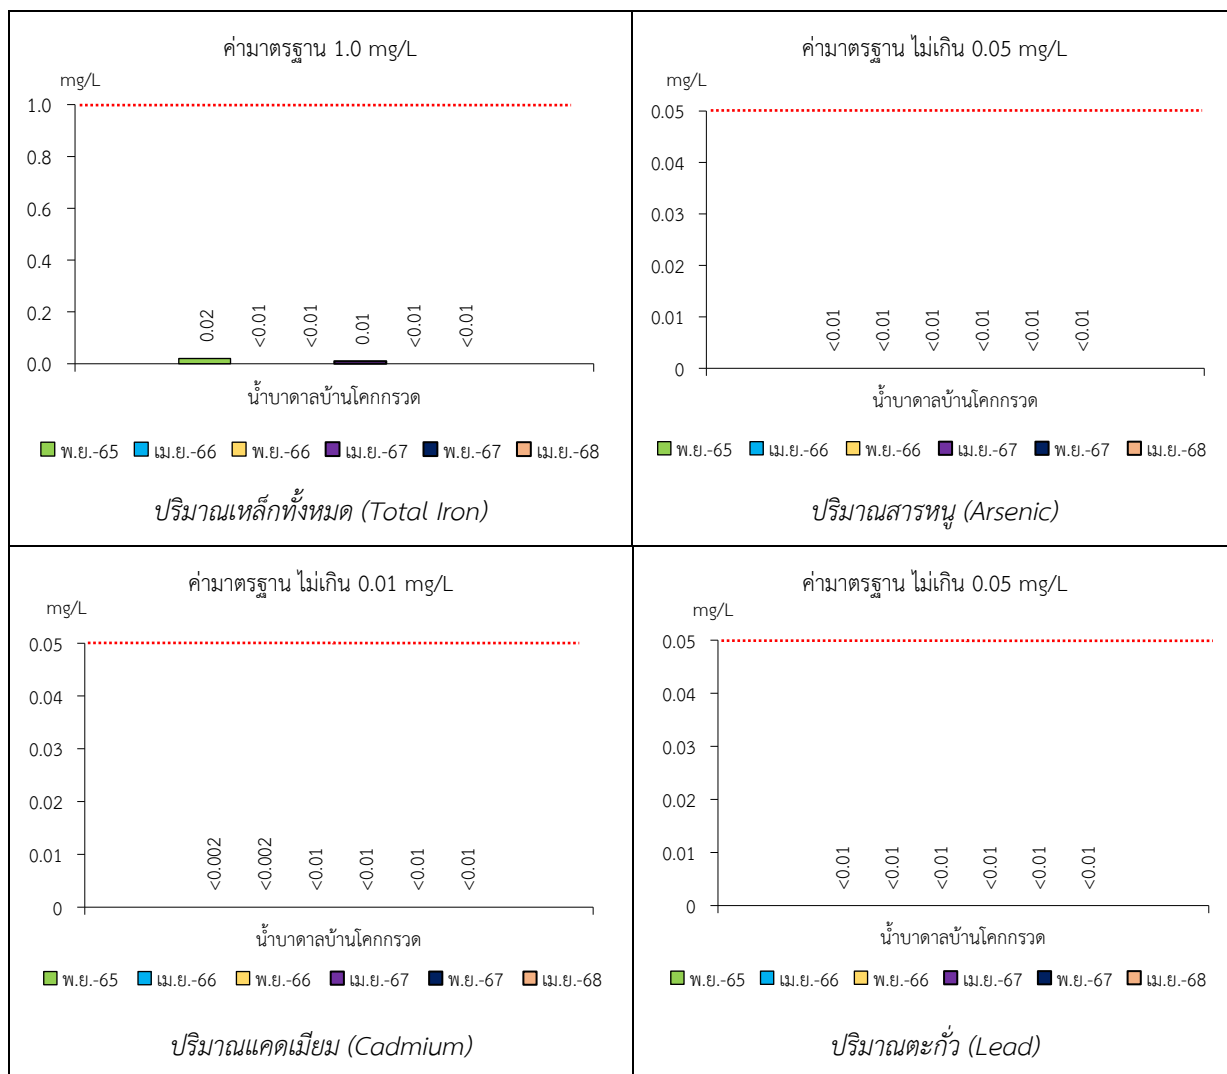 ค่ามาตรฐาน 1.0 mg/L
mg/L
1.0
0.8
0.6
0.4
0.2
0.0
0.02
<0.01
<0.01
0.01
<0.01
<0.01
น้ำบาดาลบ้านโคกกรวด
พ.ย.-65 เม.ย.-66 พ.ย.-66 เม.ย.-67 พ.ย.-67 เม.ย.-68
ปริมาณเหล็กทั้งหมด (Total Iron)
ค่ามาตรฐาน ไม่เกิน 0.05 mg/L
mg/L
0.05
0.04
0.03
0.02
0.01
0
<0.01
<0.01
<0.01
<0.01
<0.01
<0.01
น้ำบาดาลบ้านโคกกรวด
พ.ย.-65 เม.ย.-66 พ.ย.-66 เม.ย.-67 พ.ย.-67 เม.ย.-68
ปริมาณสารหนู (Arsenic)
ค่ามาตรฐาน ไม่เกิน 0.01 mg/L
mg/L
0.05
0.04
0.03
0.02
0.01
0
<0.002
<0.002
<0.01
<0.01
<0.01
<0.01
น้ำบาดาลบ้านโคกกรวด
พ.ย.-65 เม.ย.-66 พ.ย.-66 เม.ย.-67 พ.ย.-67 เม.ย.-68
ปริมาณแคดเมียม (Cadmium)
ค่ามาตรฐาน ไม่เกิน 0.05 mg/L
mg/L
0.05
0.04
0.03
0.02
0.01
0
<0.01
<0.01
<0.01
<0.01
<0.01
<0.01
น้ำบาดาลบ้านโคกกรวด
พ.ย.-65 เม.ย.-66 พ.ย.-66 เม.ย.-67 พ.ย.-67 เม.ย.-68
ปริมาณตะกั่ว (Lead)